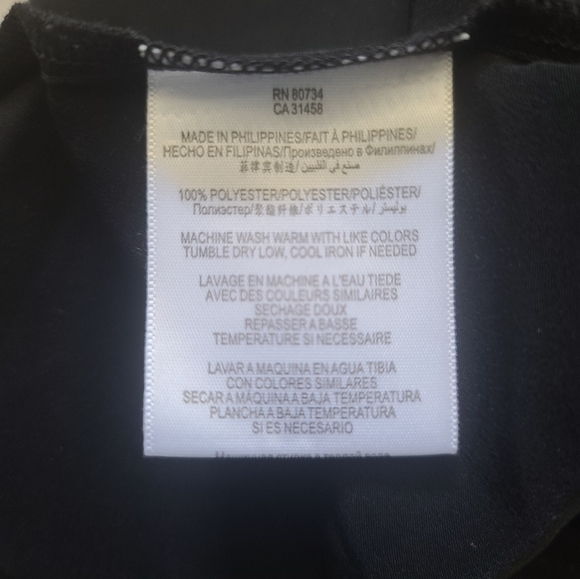 RN 80734
CA 31458
MADE IN PHILIPPINES/FAIT À PHILIPPINES/
HECHO EN FILIPINAS/Произведено в Филиппинах/
菲律宾制造/صنع في الفلبين/
100% POLYESTER/POLYESTER/POLIÉSTER/
Полиэстер/聚酯纤维/ポリエステル/بوليستر/
MACHINE WASH WARM WITH LIKE COLORS
TUMBLE DRY LOW, COOL IRON IF NEEDED
LAVAGE EN MACHINE A L'EAU TIEDE
AVEC DES COULEURS SIMILAIRES
SECHAGE DOUX
REPASSER A BASSE
TEMPERATURE SI NECESSAIRE
LAVAR A MAQUINA EN AGUA TIBIA
CON COLORES SIMILARES
SECAR A MÁQUINA A BAJA TEMPERATURA
PLANCHA A BAJA TEMPERATURA
SI ES NECESARIO